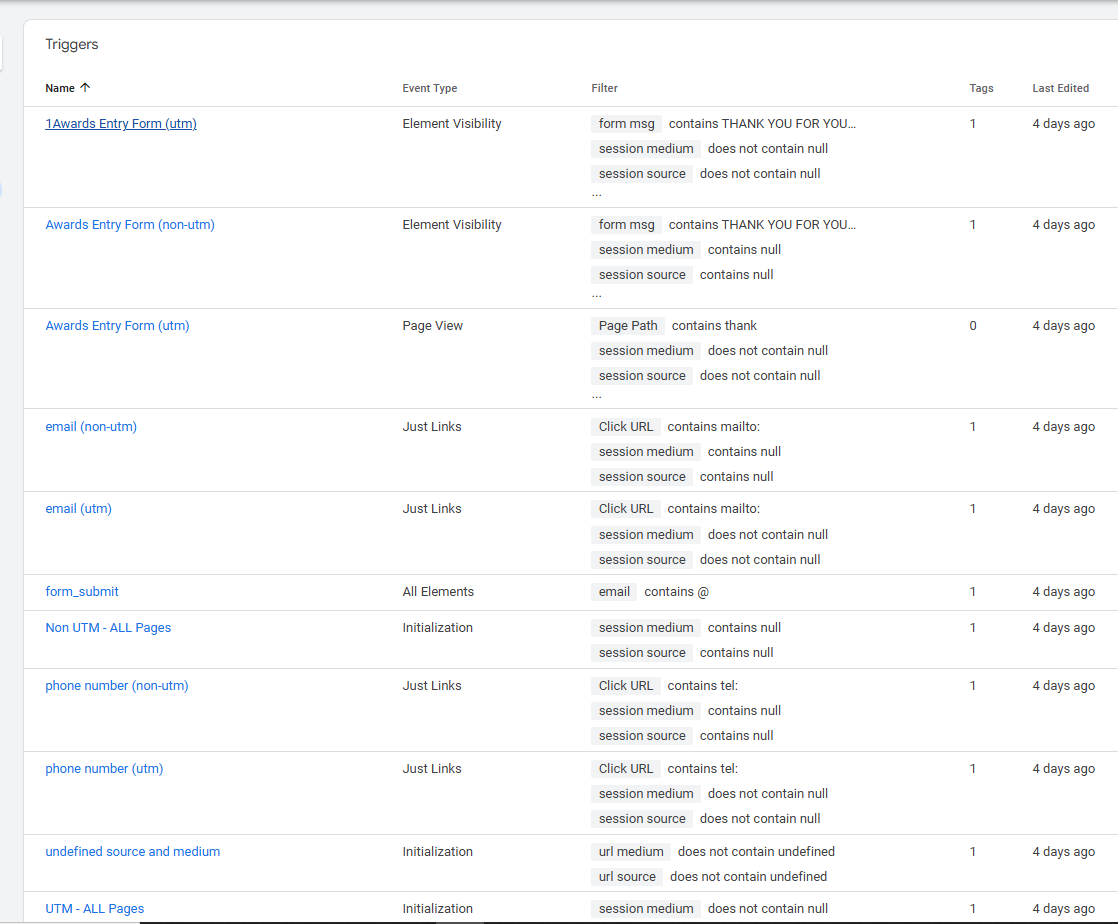 Triggers
Name ↑ Event Type Filter Tags Last Edited
1Awards Entry Form (utm) Element Visibility form msg contains THANK YOU FOR YOU... 1 4 days ago
session medium does not contain null
session source does not contain null
...
Awards Entry Form (non-utm) Element Visibility form msg contains THANK YOU FOR YOU... 1 4 days ago
session medium contains null
session source contains null
...
Awards Entry Form (utm) Page View Page Path contains thank 0 4 days ago
session medium does not contain null
session source does not contain null
...
email (non-utm) Just Links Click URL contains mailto: 1 4 days ago
session medium contains null
session source contains null
email (utm) Just Links Click URL contains mailto: 1 4 days ago
session medium does not contain null
session source does not contain null
form_submit All Elements email contains @ 1 4 days ago
Non UTM - ALL Pages Initialization session medium contains null 1 4 days ago
session source contains null
phone number (non-utm) Just Links Click URL contains tel: 1 4 days ago
session medium contains null
session source contains null
phone number (utm) Just Links Click URL contains tel: 1 4 days ago
session medium does not contain null
session source does not contain null
undefined source and medium Initialization url medium does not contain undefined 1 4 days ago
url source does not contain undefined
UTM - ALL Pages Initialization session medium does not contain null 1 4 days ago